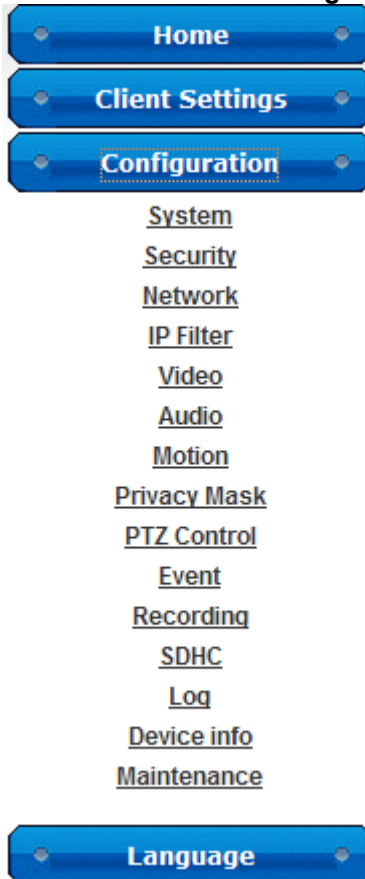 Home
Client Settings
Configuration
System
Security
Network
IP Filter
Video
Audio
Motion
Privacy Mask
PTZ Control
Event
Recording
SDHC
Log
Device info
Maintenance
Language